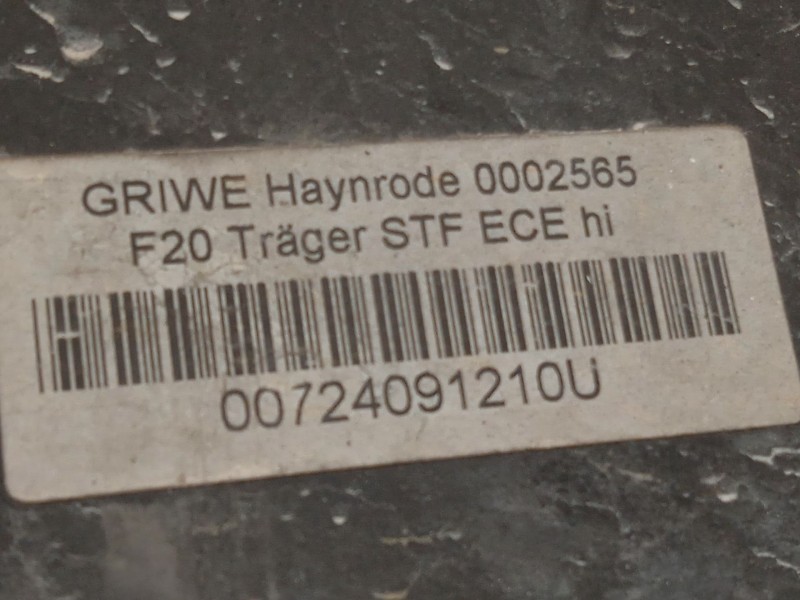 GRIWE Haynrode 0002565
F20 Träger STF ECE hi
00724091210U